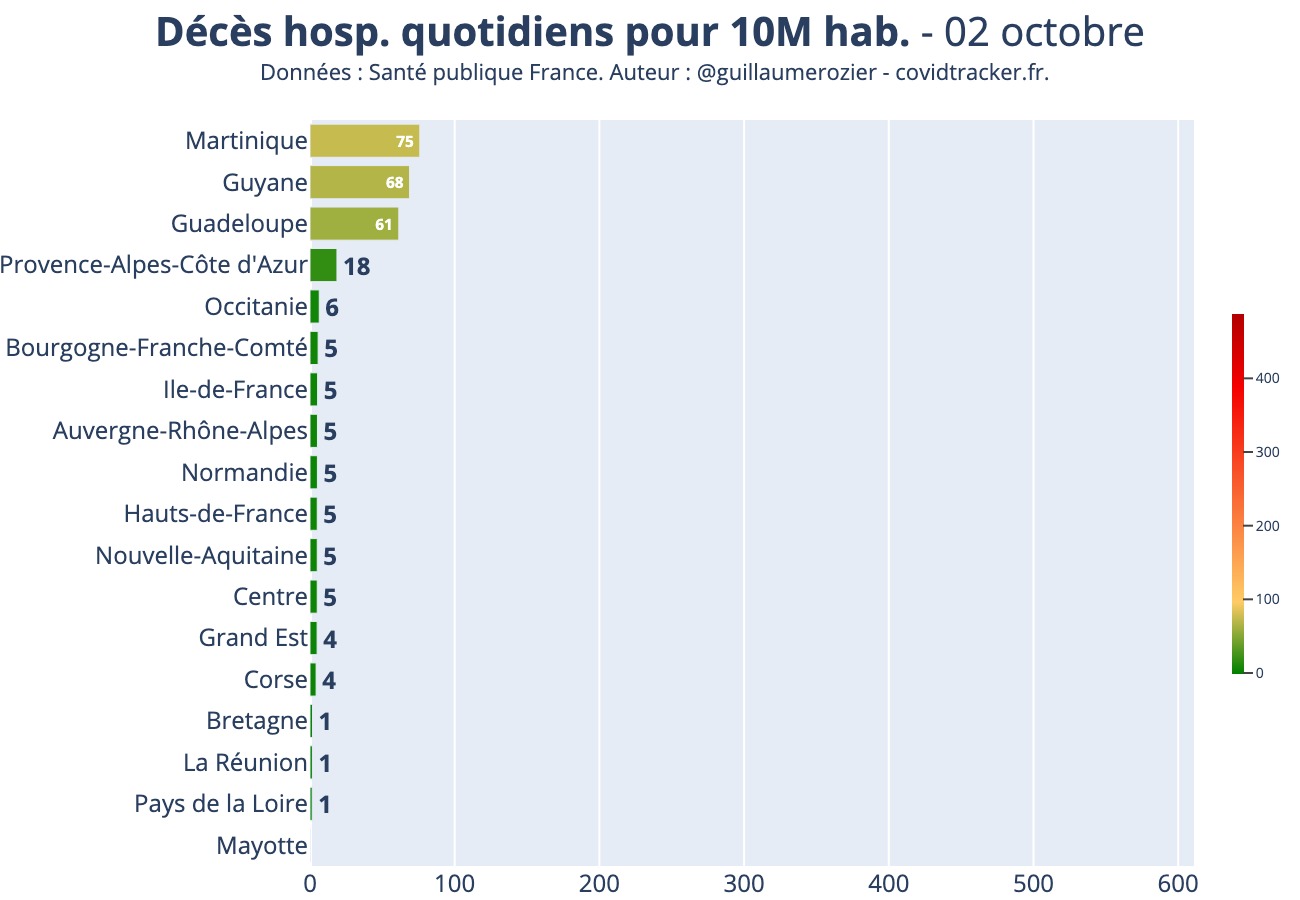 Décès hosp. quotidiens pour 10M hab. - 02 octobre
Données : Santé publique France. Auteur : @guillaumerozier - covidtracker.fr.
Martinique 75
Guyane 68
Guadeloupe 61
Provence-Alpes-Côte d'Azur 18
Occitanie 6
Bourgogne-Franche-Comté 5
Ile-de-France 5
Auvergne-Rhône-Alpes 5
Normandie 5
Hauts-de-France 5
Nouvelle-Aquitaine 5
Centre 5
Grand Est 4
Corse 4
Bretagne 1
La Réunion 1
Pays de la Loire 1
Mayotte
0 100 200 300 400 500 600
400
300
200
100
0